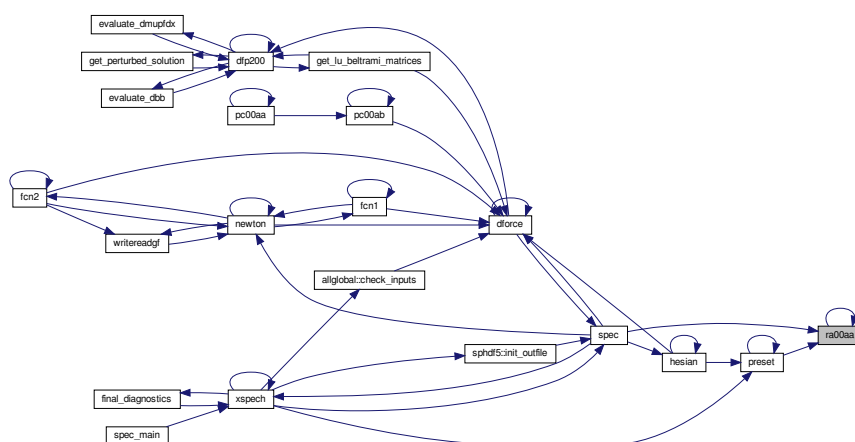 evaluate_dmupfdx
get_perturbed_solution
dfp200
get_lu_beltrami_matrices
evaluate_dbb
pc00aa
pc00ab
fcn2
fcn1
newton
dforce
writereadgf
allglobal::check_inputs
spec
ra00aa
sphdf5::init_outfile
hesian
preset
final_diagnostics
xspech
spec_main